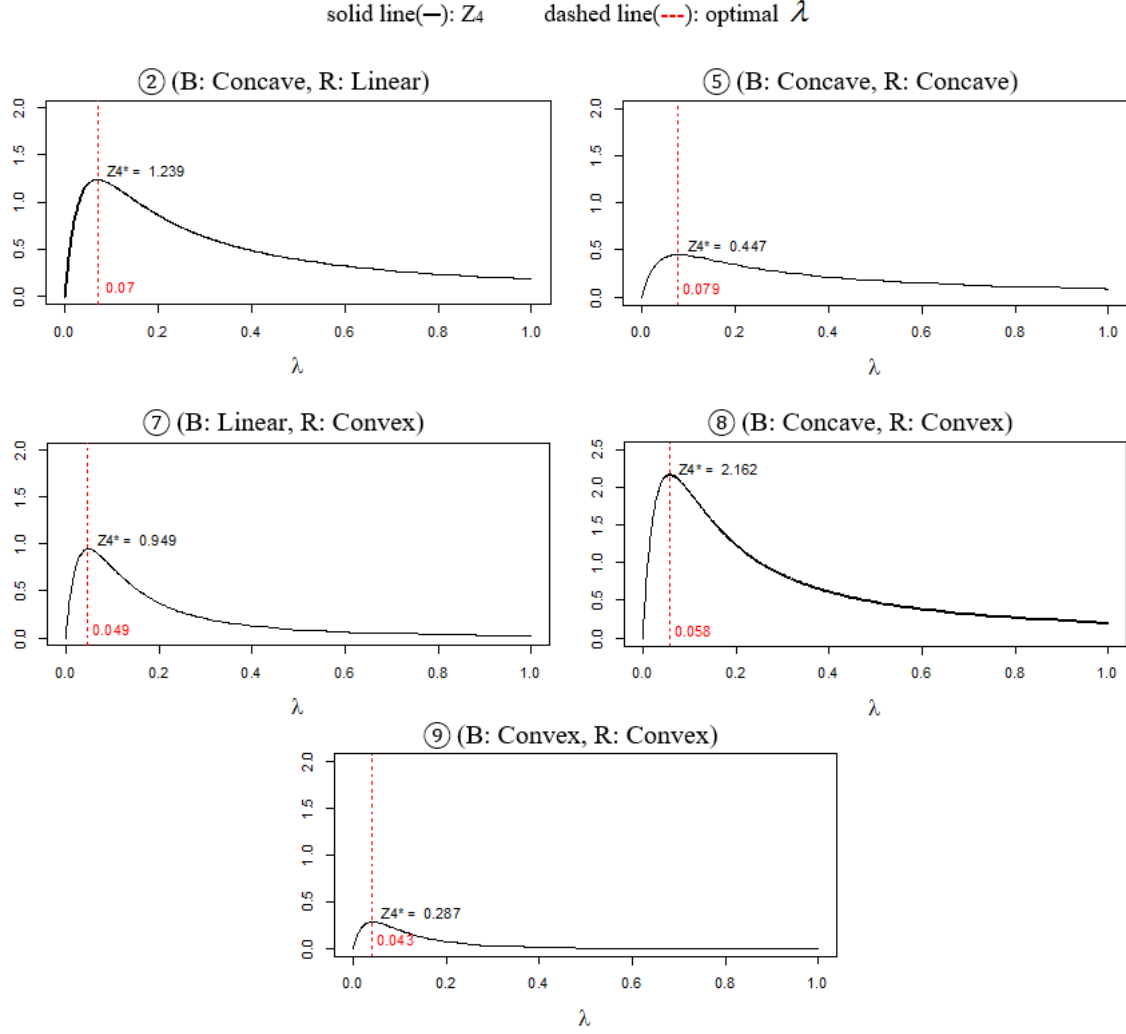 solid line(—): Z4 dashed line(---): optimal λ
② (B: Concave, R: Linear)
2.0
1.5
1.0
0.5
0.0
Z4* = 1.239
0.07
0.0 0.2 0.4 0.6 0.8 1.0
λ
⑤ (B: Concave, R: Concave)
2.0
1.5
1.0
0.5
0.0
Z4* = 0.447
0.079
0.0 0.2 0.4 0.6 0.8 1.0
λ
⑦ (B: Linear, R: Convex)
2.0
1.5
1.0
0.5
0.0
Z4* = 0.949
0.049
0.0 0.2 0.4 0.6 0.8 1.0
λ
⑧ (B: Concave, R: Convex)
2.5
2.0
1.5
1.0
0.5
0.0
Z4* = 2.162
0.058
0.0 0.2 0.4 0.6 0.8 1.0
λ
⑨ (B: Convex, R: Convex)
2.0
1.5
1.0
0.5
0.0
Z4* = 0.287
0.043
0.0 0.2 0.4 0.6 0.8 1.0
λ